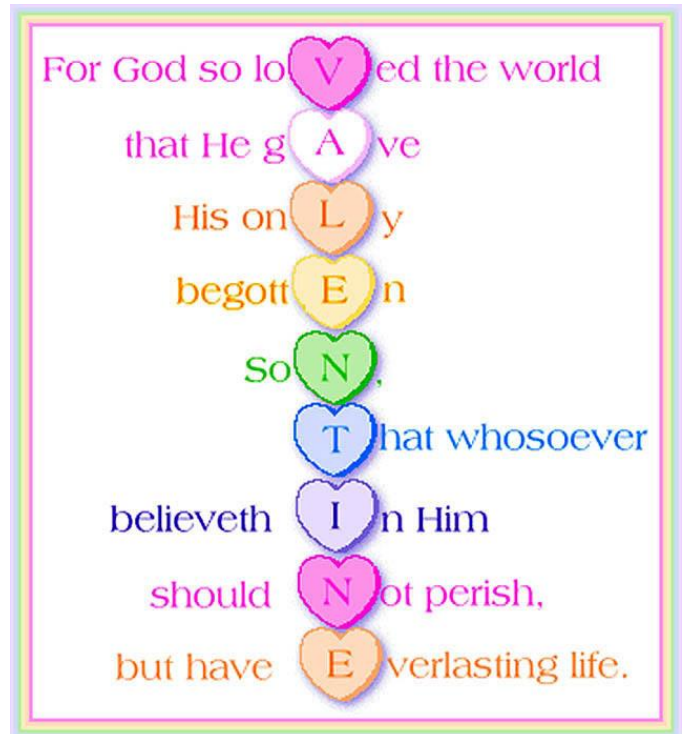 For God so loVed the world
that He gAve
His onLy
begottEn
SoN,
That whosoever
believeth In Him
should Not perish,
but have Everlasting life.